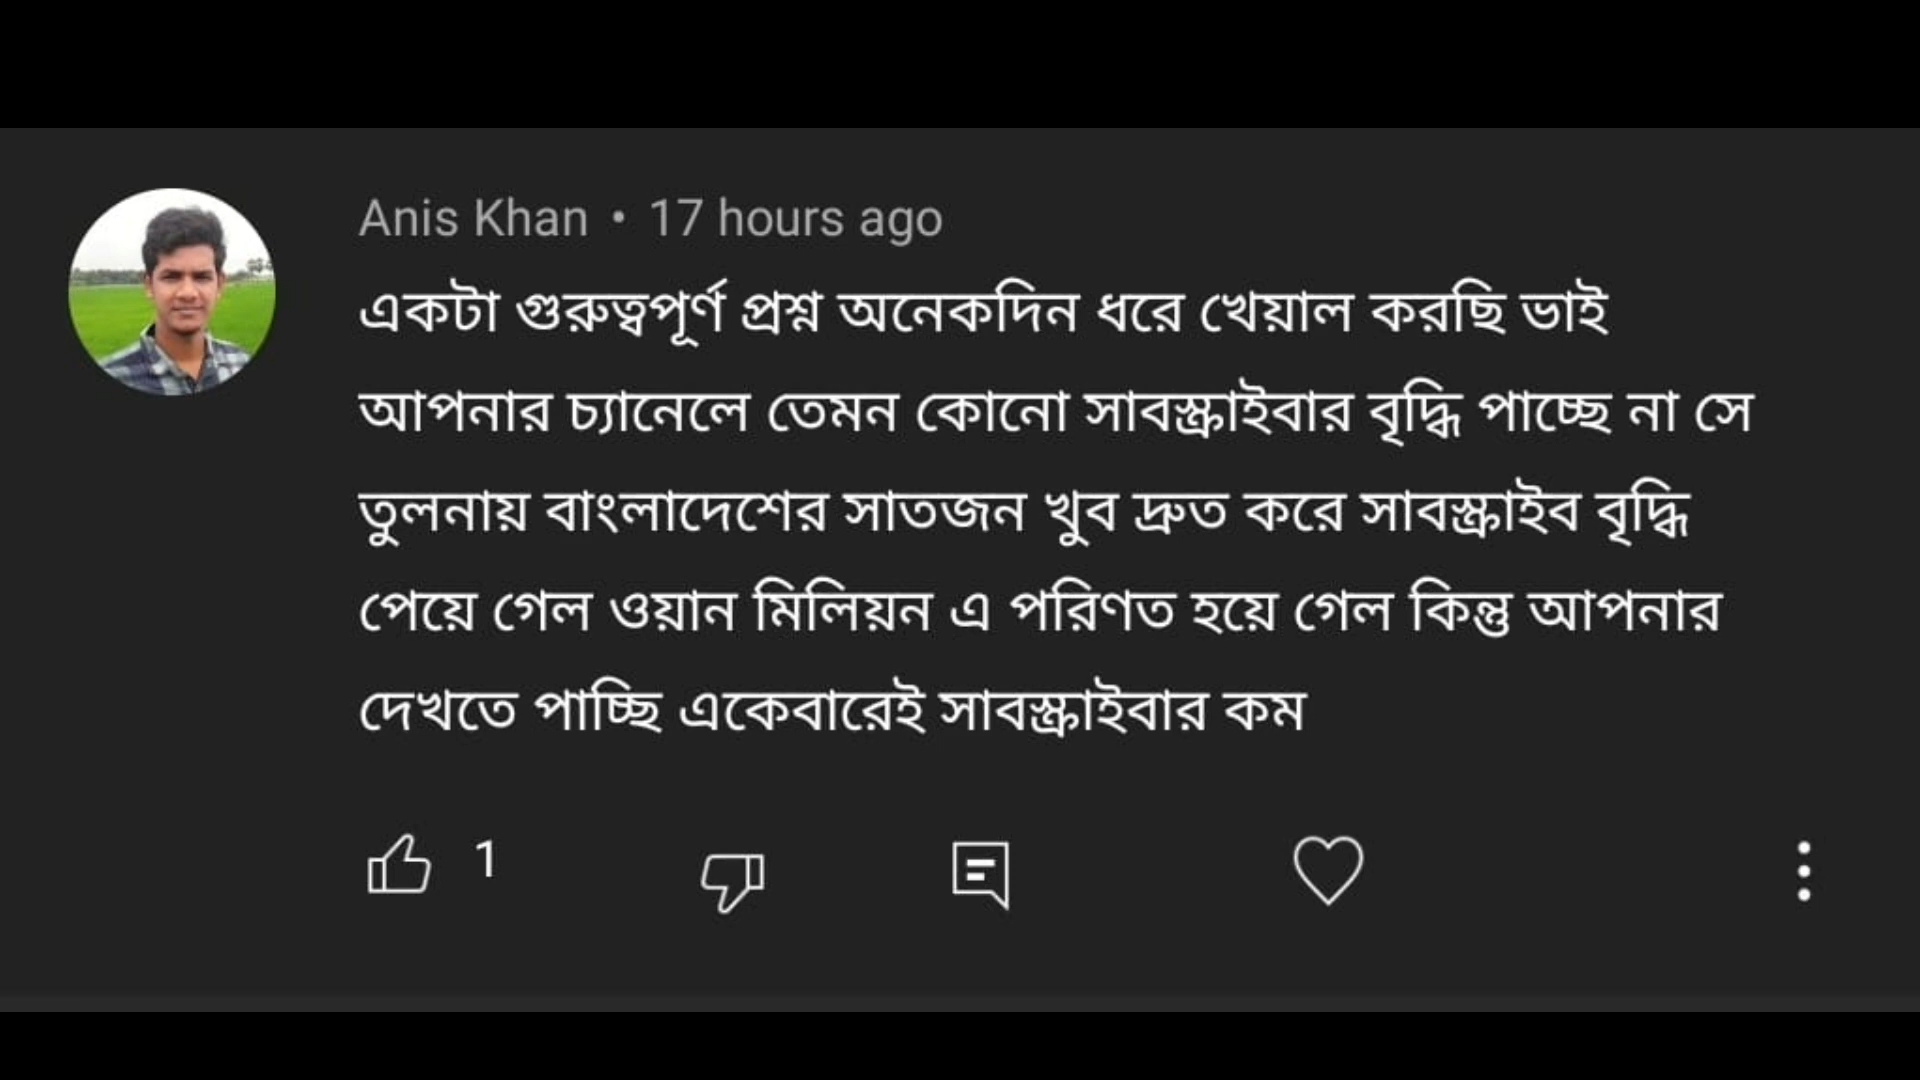 Anis Khan • 17 hours ago
একটা গুরুত্বপূর্ণ প্রশ্ন অনেকদিন ধরে খেয়াল করছি ভাই
আপনার চ্যানেলে তেমন কোনো সাবস্ক্রাইবার বৃদ্ধি পাচ্ছে না সে
তুলনায় বাংলাদেশের সাতজন খুব দ্রুত করে সাবস্ক্রাইব বৃদ্ধি
পেয়ে গেল ওয়ান মিলিয়ন এ পরিণত হয়ে গেল কিন্তু আপনার
দেখতে পাচ্ছি একেবারেই সাবস্ক্রাইবার কম
1